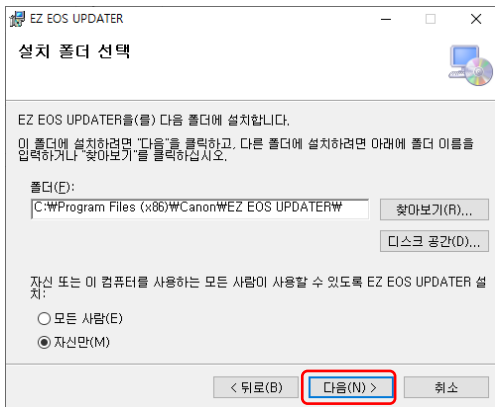 EZ EOS UPDATER
설치 폴더 선택
EZ EOS UPDATER을(를) 다음 폴더에 설치합니다.
이 폴더에 설치하려면 "다음"을 클릭하고, 다른 폴더에 설치하려면 아래에 폴더 이름을
입력하거나 "찾아보기"를 클릭하십시오.
폴더(F):
C:₩Program Files (x86)₩Canon₩EZ EOS UPDATER₩
찾아보기(R)...
디스크 공간(D)...
자신 또는 이 컴퓨터를 사용하는 모든 사람이 사용할 수 있도록 EZ EOS UPDATER 설
치:
모든 사람(E)
자신만(M)
< 뒤로(B)
다음(N) >
취소